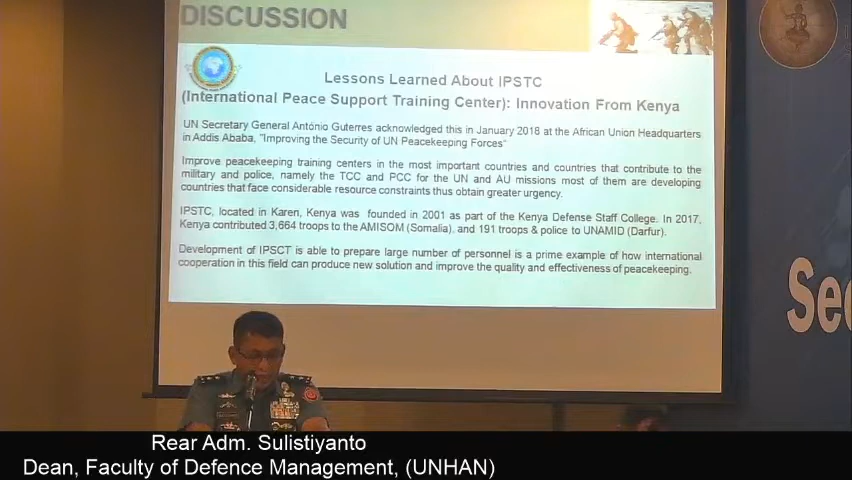 DISCUSSION
Lessons Learned About IPSTC
(International Peace Support Training Center): Innovation From Kenya
UN Secretary General António Guterres acknowledged this in January 2018 at the African Union Headquarters
in Addis Ababa, "Improving the Security of UN Peacekeeping Forces"
Improve peacekeeping training centers in the most important countries and countries that contribute to the
military and police, namely the TCC and PCC for the UN and AU missions most of them are developing
countries that face considerable resource constraints thus obtain greater urgency.
IPSTC, located in Karen, Kenya was founded in 2001 as part of the Kenya Defense Staff College. In 2017,
Kenya contributed 3,664 troops to the AMISOM (Somalia), and 191 troops & police to UNAMID (Darfur).
Development of IPSCT is able to prepare large number of personnel is a prime example of how international
cooperation in this field can produce new solution and improve the quality and effectiveness of peacekeeping.
Rear Adm. Sulistiyanto
Dean, Faculty of Defence Management, (UNHAN)